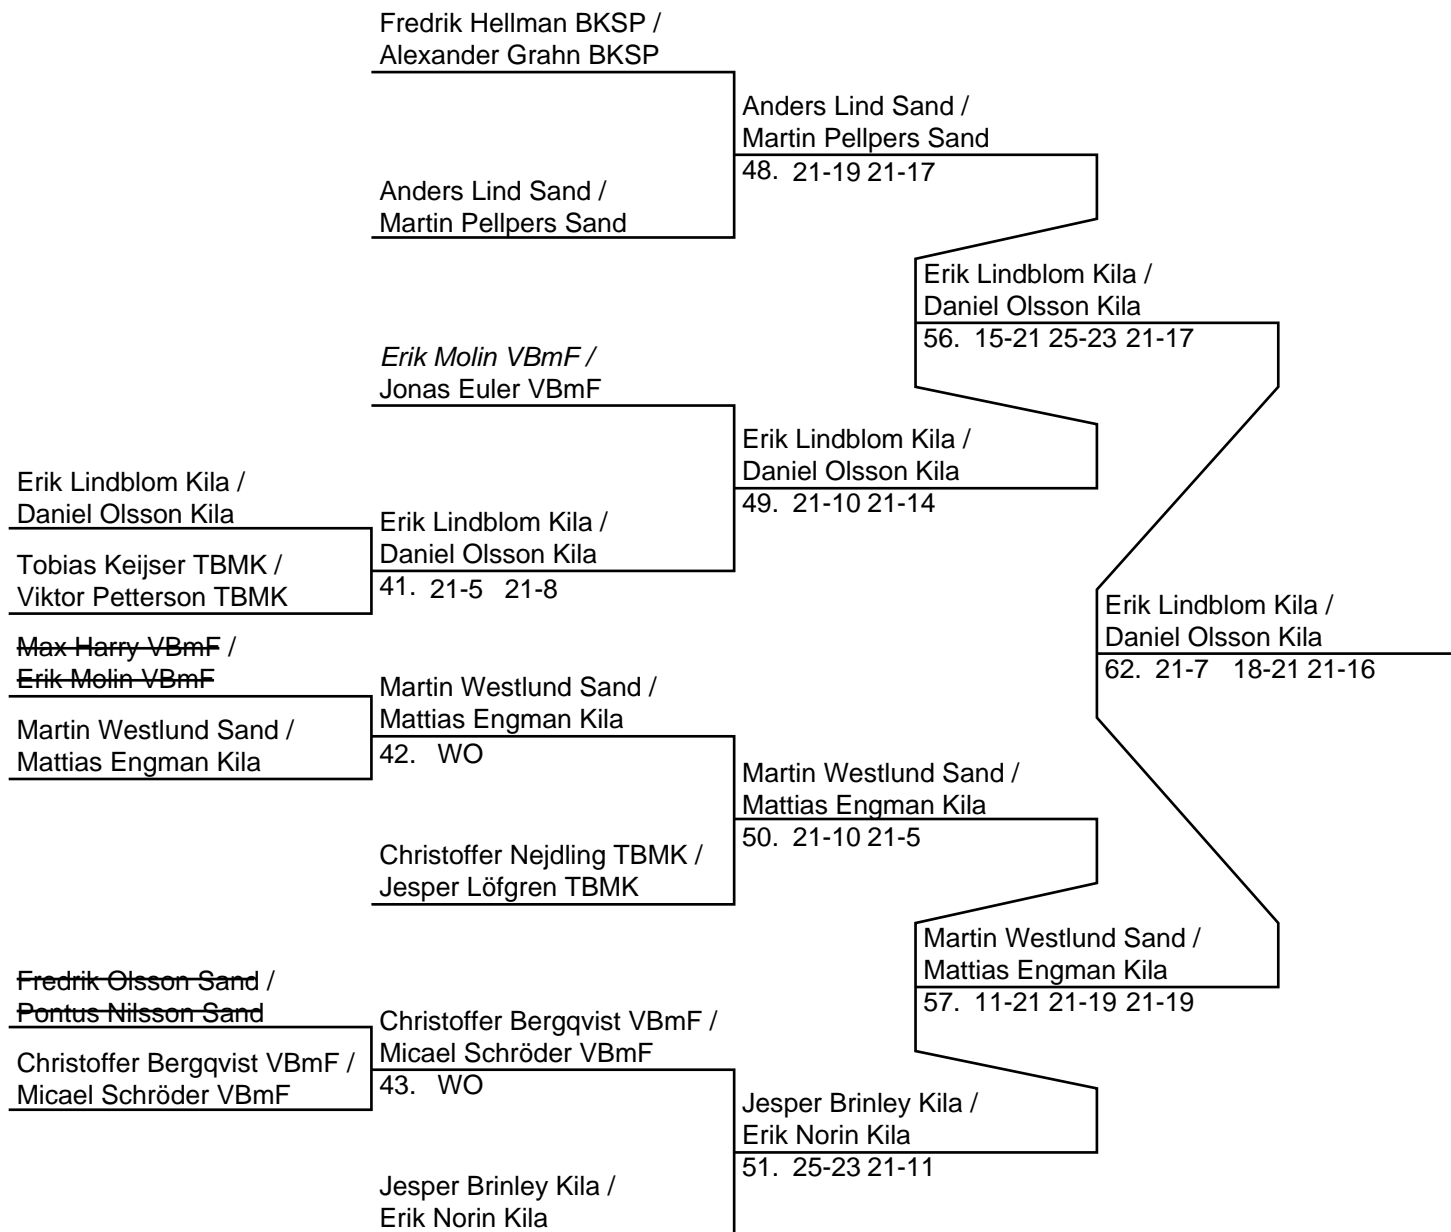 Fredrik Hellman BKSP /
Alexander Grahn BKSP
Anders Lind Sand /
Martin Pellpers Sand
48. 21-19 21-17
Anders Lind Sand /
Martin Pellpers Sand
Erik Lindblom Kila /
Daniel Olsson Kila
56. 15-21 25-23 21-17
Erik Molin VBmF /
Jonas Euler VBmF
Erik Lindblom Kila /
Daniel Olsson Kila
49. 21-10 21-14
Erik Lindblom Kila /
Daniel Olsson Kila
Erik Lindblom Kila /
Daniel Olsson Kila
41. 21-5 21-8
Tobias Keijser TBMK /
Viktor Petterson TBMK
Erik Lindblom Kila /
Daniel Olsson Kila
62. 21-7 18-21 21-16
Max Harry VBmF /
Erik Molin VBmF
Martin Westlund Sand /
Mattias Engman Kila
42. WO
Martin Westlund Sand /
Mattias Engman Kila
Martin Westlund Sand /
Mattias Engman Kila
50. 21-10 21-5
Christoffer Nejdling TBMK /
Jesper Löfgren TBMK
Martin Westlund Sand /
Mattias Engman Kila
57. 11-21 21-19 21-19
Fredrik Olsson Sand /
Pontus Nilsson Sand
Christoffer Bergqvist VBmF /
Micael Schröder VBmF
43. WO
Christoffer Bergqvist VBmF /
Micael Schröder VBmF
Jesper Brinley Kila /
Erik Norin Kila
51. 25-23 21-11
Jesper Brinley Kila /
Erik Norin Kila